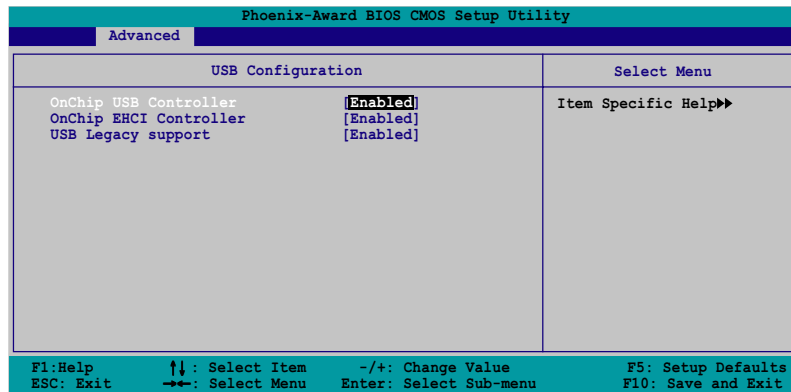 Phoenix-Award BIOS CMOS Setup Utility
Advanced
USB Configuration
Select Menu
OnChip USB Controller [Enabled]
OnChip EHCI Controller [Enabled]
USB Legacy support [Enabled]
Item Specific Help▶▶
F1:Help ↑↓: Select Item -/+: Change Value F5: Setup Defaults
ESC: Exit →←: Select Menu Enter: Select Sub-menu F10: Save and Exit